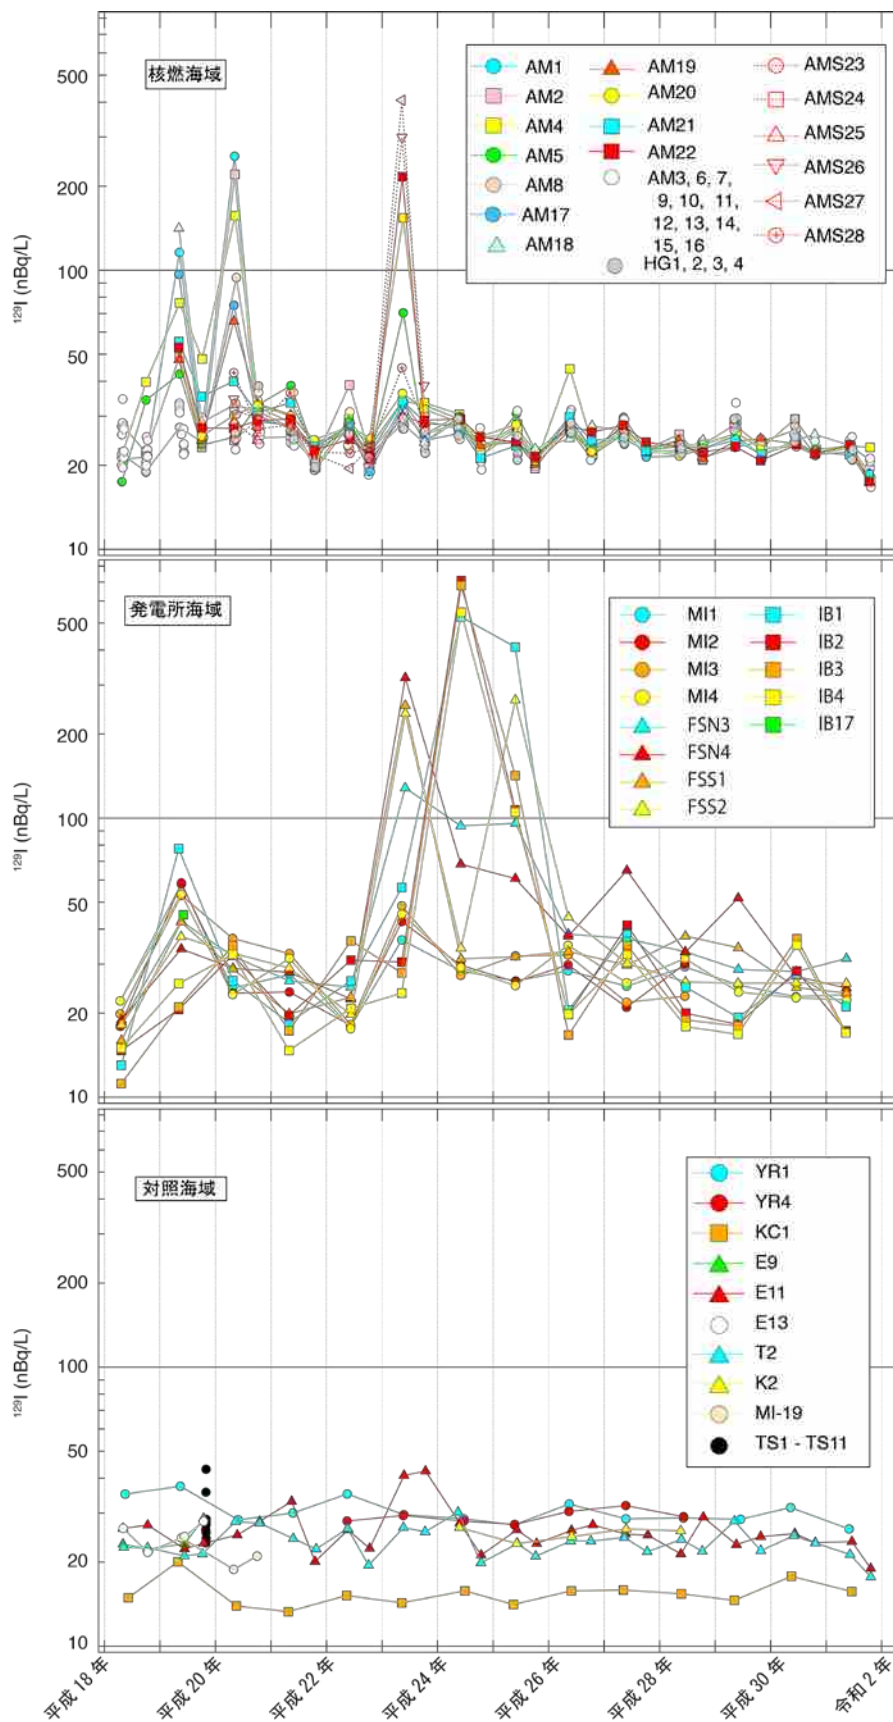 核燃海域
500
200
100
50
20
10
¹²⁹I (nBq/L)
AM1
AM2
AM4
AM5
AM8
AM17
AM18
AM19
AM20
AM21
AM22
AM3, 6, 7,
9, 10, 11,
12, 13, 14,
15, 16
HG1, 2, 3, 4
AMS23
AMS24
AMS25
AMS26
AMS27
AMS28
発電所海域
500
200
100
50
20
10
¹²⁹I (nBq/L)
MI1
MI2
MI3
MI4
FSN3
FSN4
FSS1
FSS2
IB1
IB2
IB3
IB4
IB17
対照海域
500
200
100
50
20
10
¹²⁹I (nBq/L)
YR1
YR4
KC1
E9
E11
E13
T2
K2
MI-19
TS1 - TS11
平成 18 年
平成 20 年
平成 22 年
平成 24 年
平成 26 年
平成 28 年
平成 30 年
令和 2 年